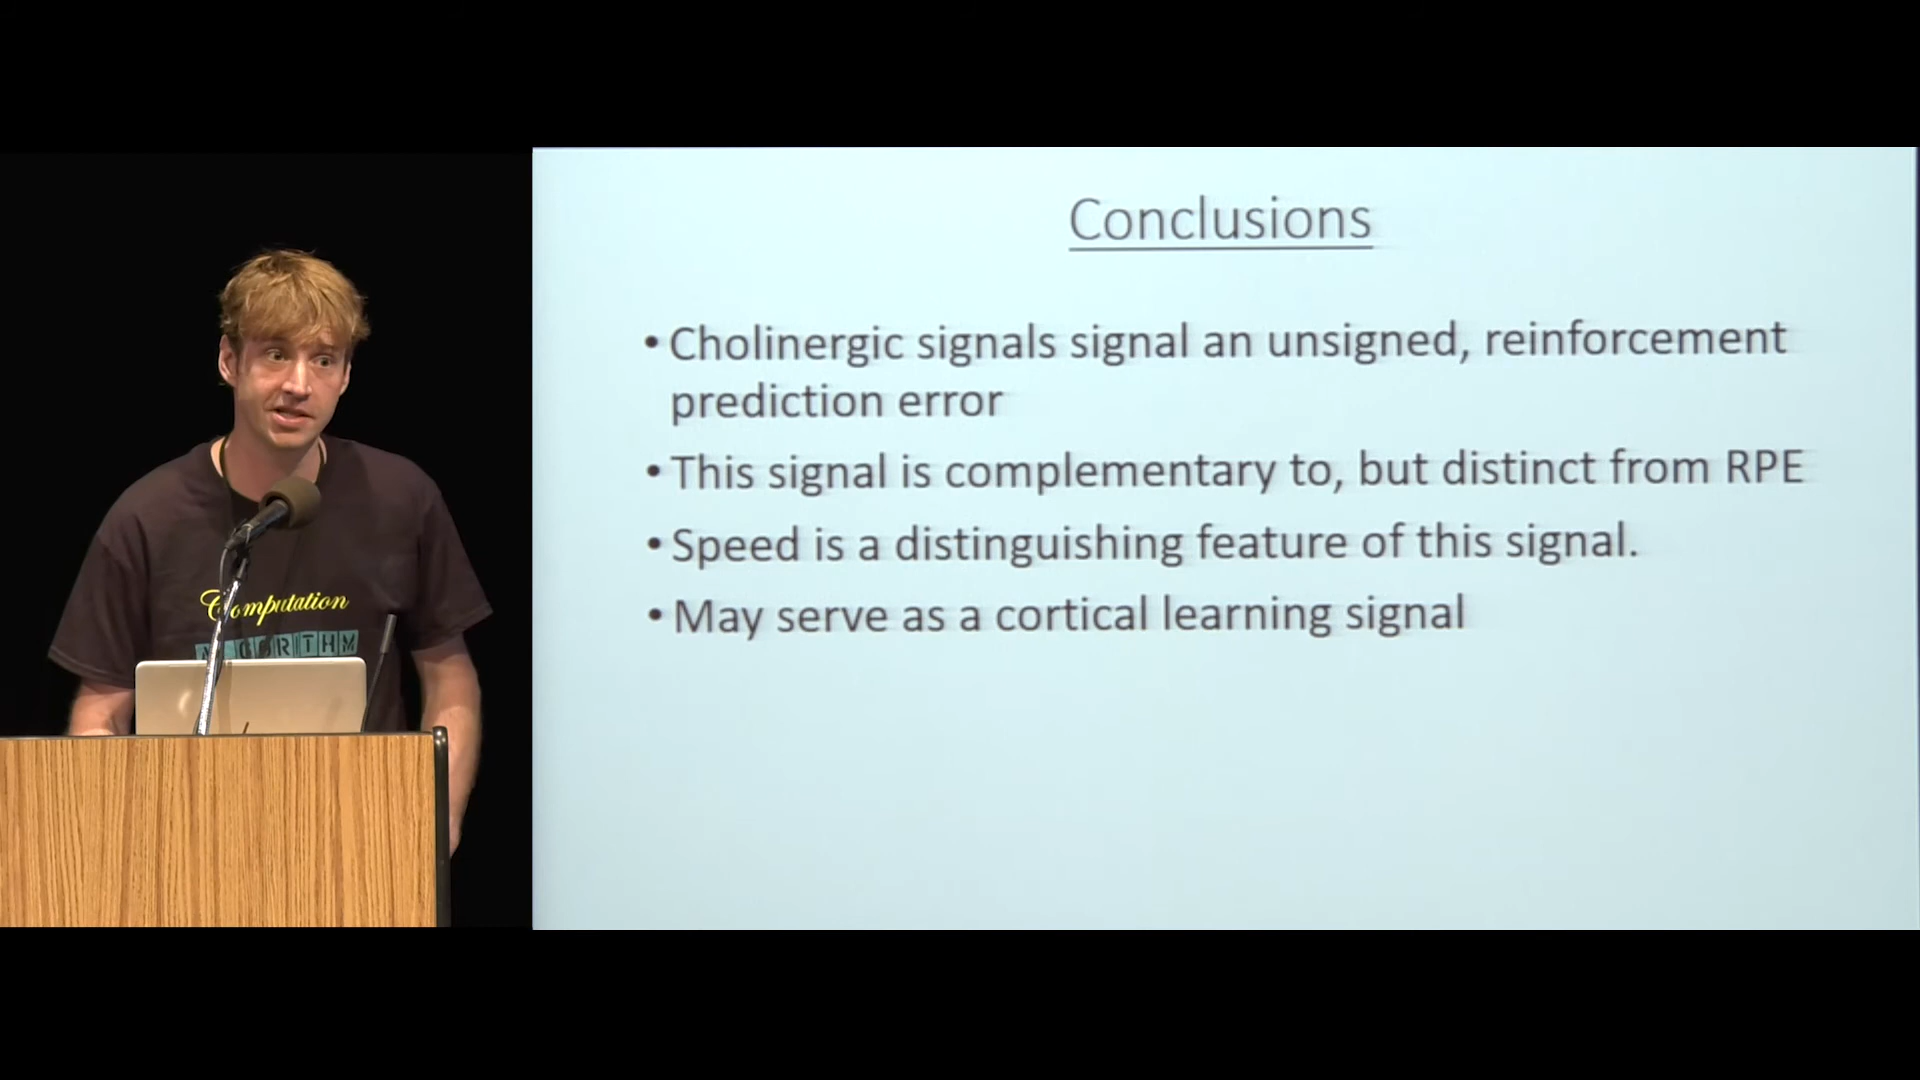 Conclusions
• Cholinergic signals signal an unsigned, reinforcement
prediction error
• This signal is complementary to, but distinct from RPE
• Speed is a distinguishing feature of this signal.
• May serve as a cortical learning signal
Computation
ALGORITHM